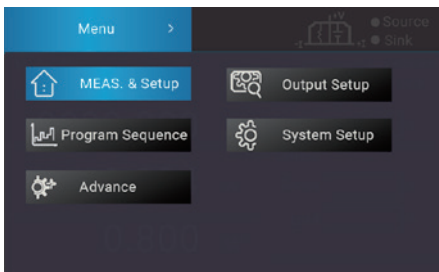 Menu >
+V
Source
Sink
MEAS. & Setup
Output Setup
Program Sequence
System Setup
Advance